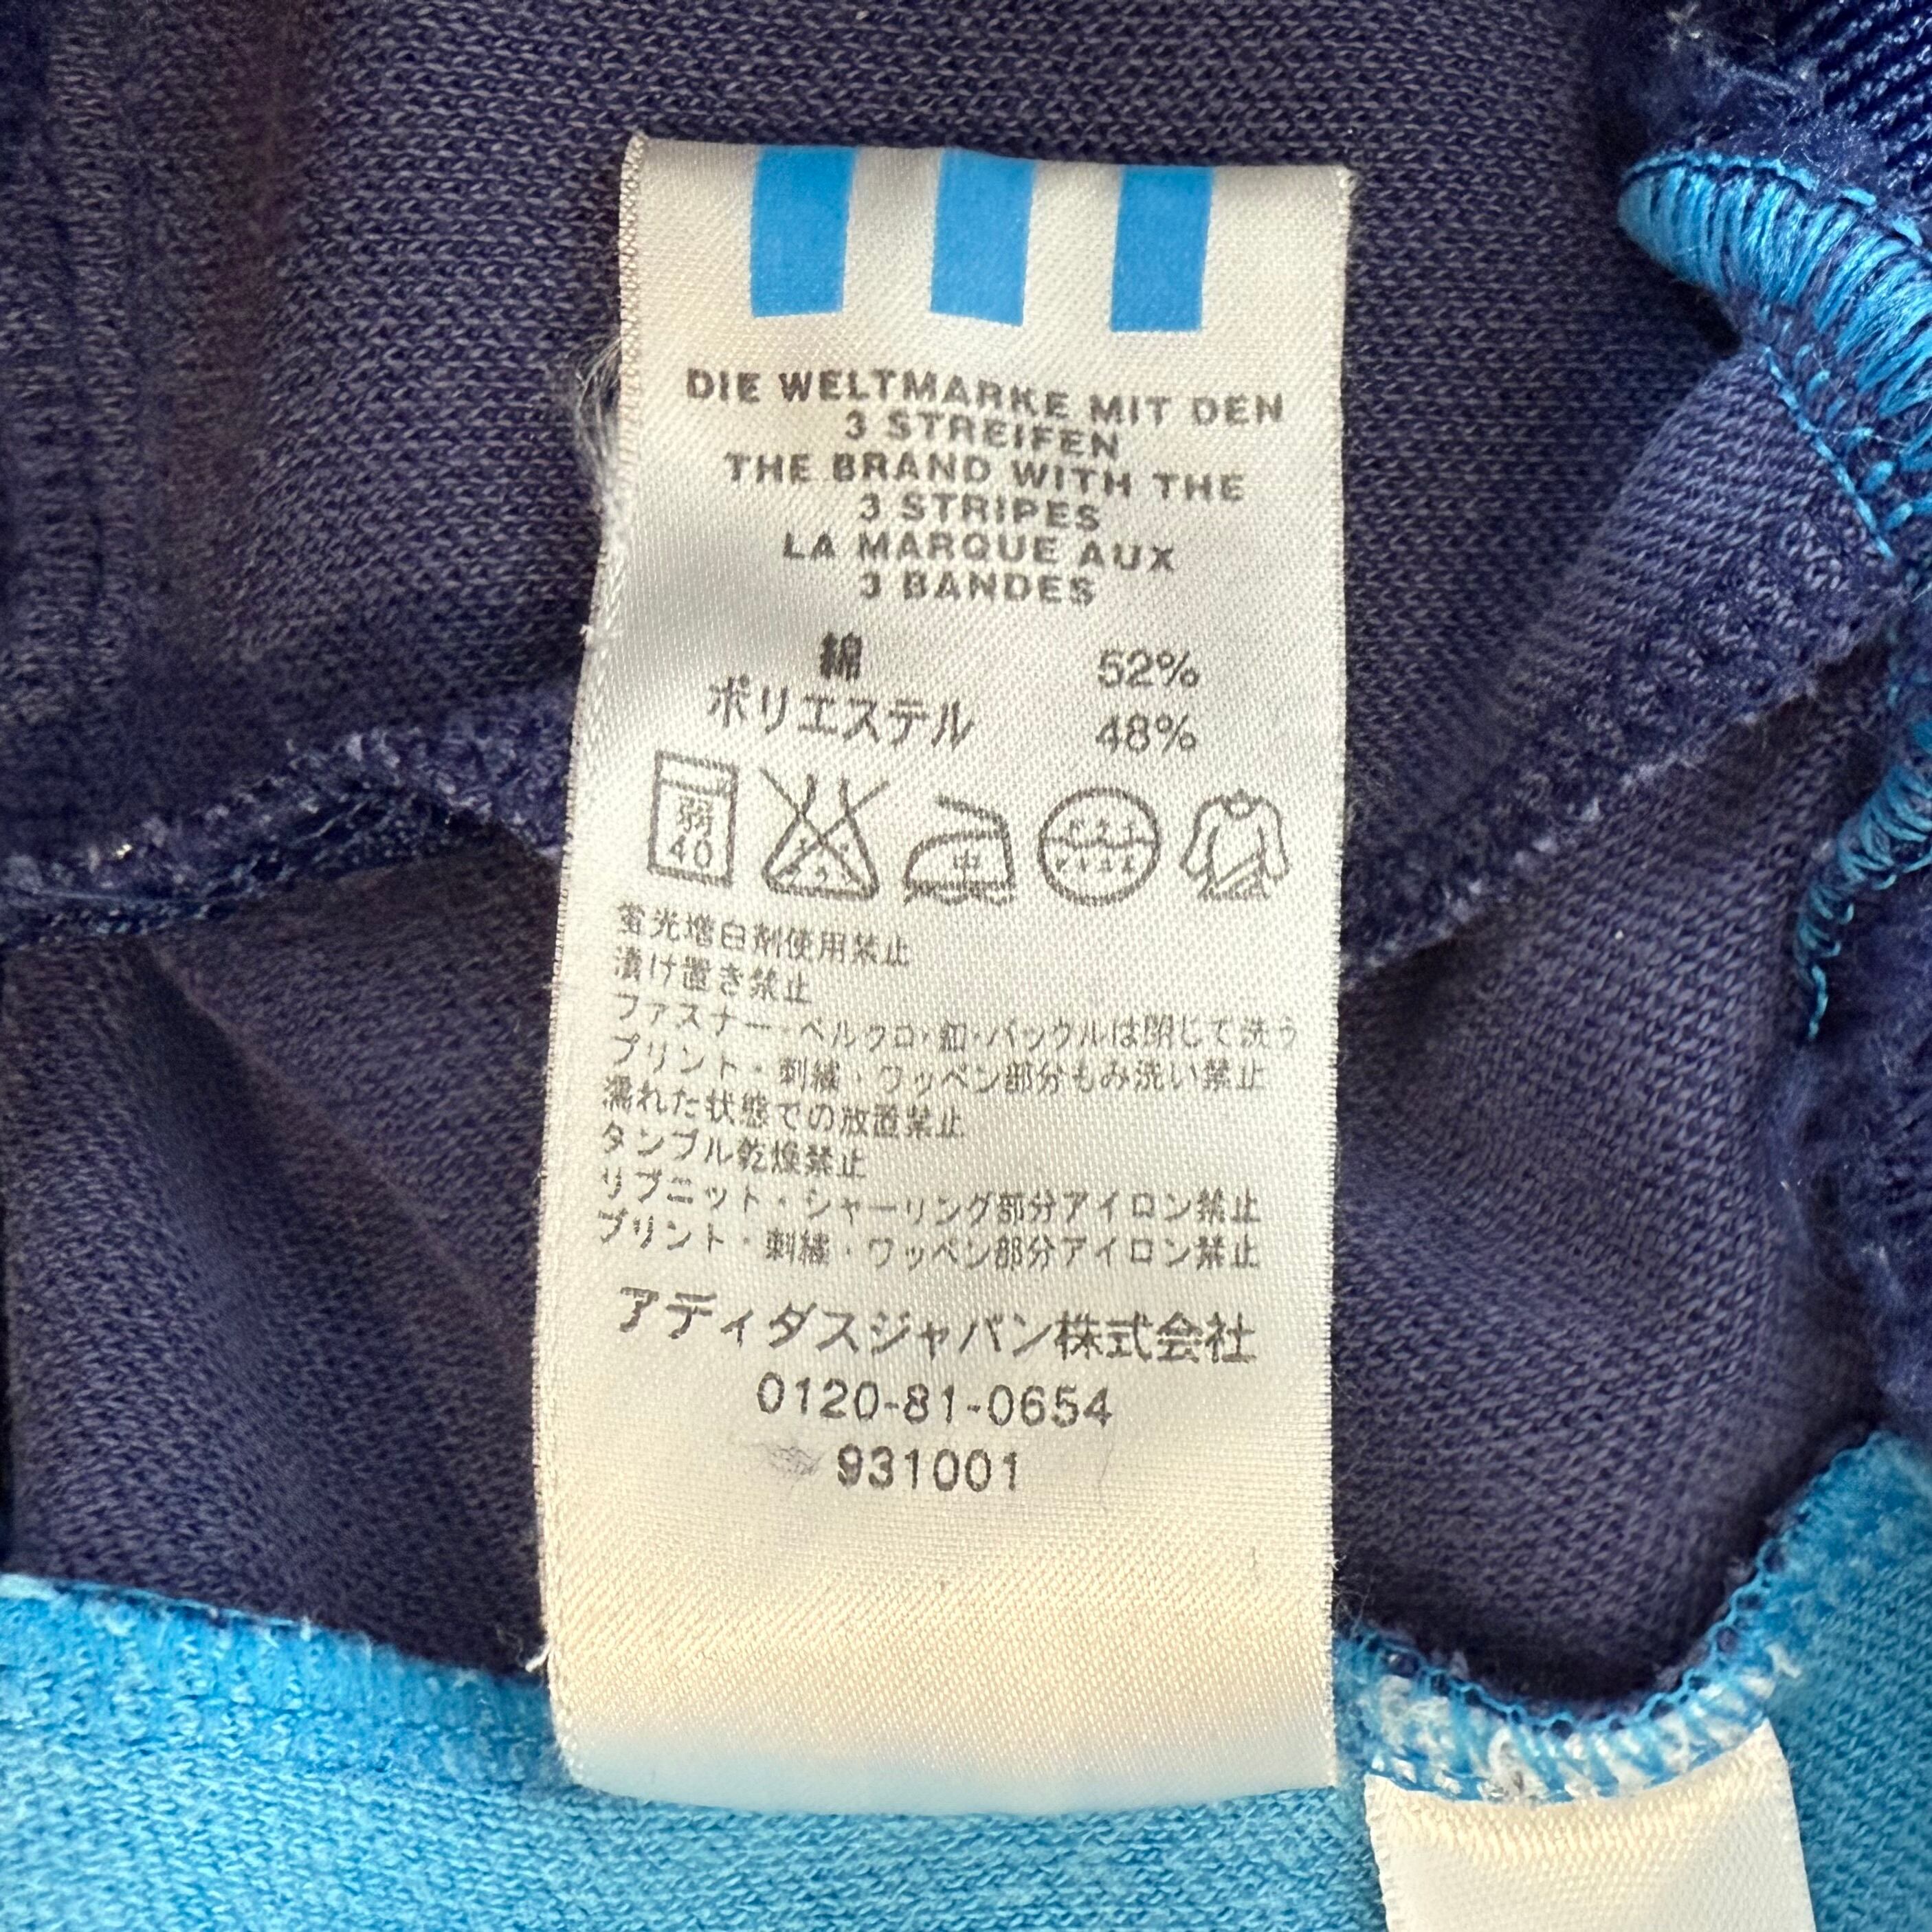 DIE WELTMARKE MIT DEN
3 STREIFEN
THE BRAND WITH THE
3 STRIPES
LA MARQUE AUX
3 BANDES
綿 52%
ポリエステル 48%
弱 40 中
蛍光増白剤使用禁止
漬け置き禁止
ファスナー・ベルクロ・釦・バックルは閉じて洗う
プリント・刺繍・ワッペン部分もみ洗い禁止
濡れた状態での放置禁止
タンブル乾燥禁止
リブニット・シャーリング部分アイロン禁止
プリント・刺繍・ワッペン部分アイロン禁止
アディダスジャパン株式会社
0120-81-0654
931001